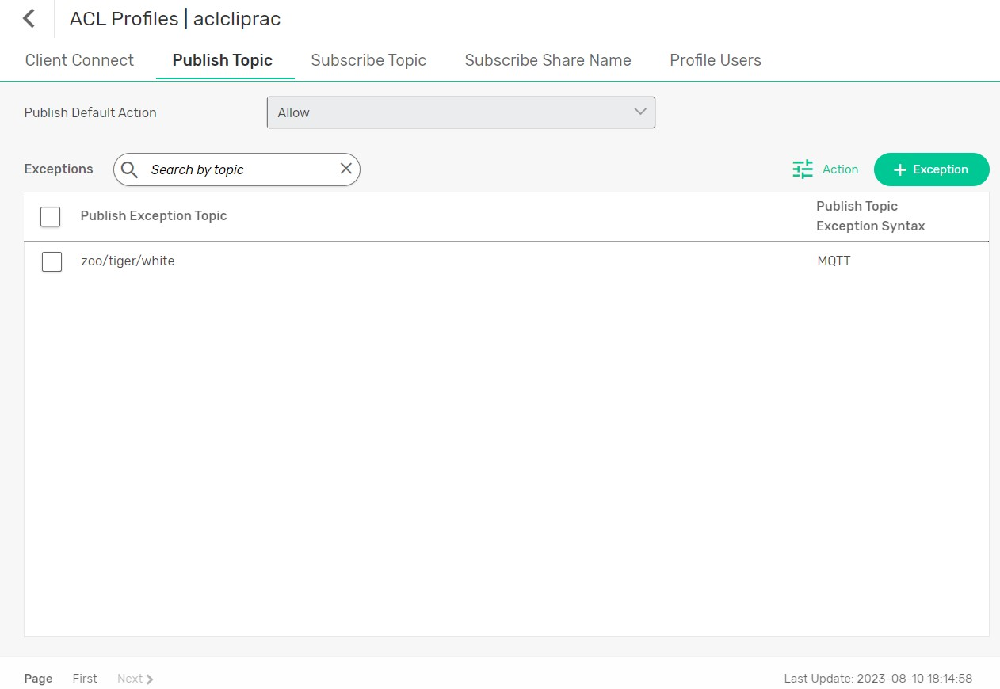 ACL Profiles | aclcliprac
Client Connect Publish Topic Subscribe Topic Subscribe Share Name Profile Users
Publish Default Action Allow
Exceptions Search by topic Action + Exception
Publish Exception Topic Publish Topic
Exception Syntax
zoo/tiger/white MQTT
Page First Next Last Update: 2023-08-10 18:14:58